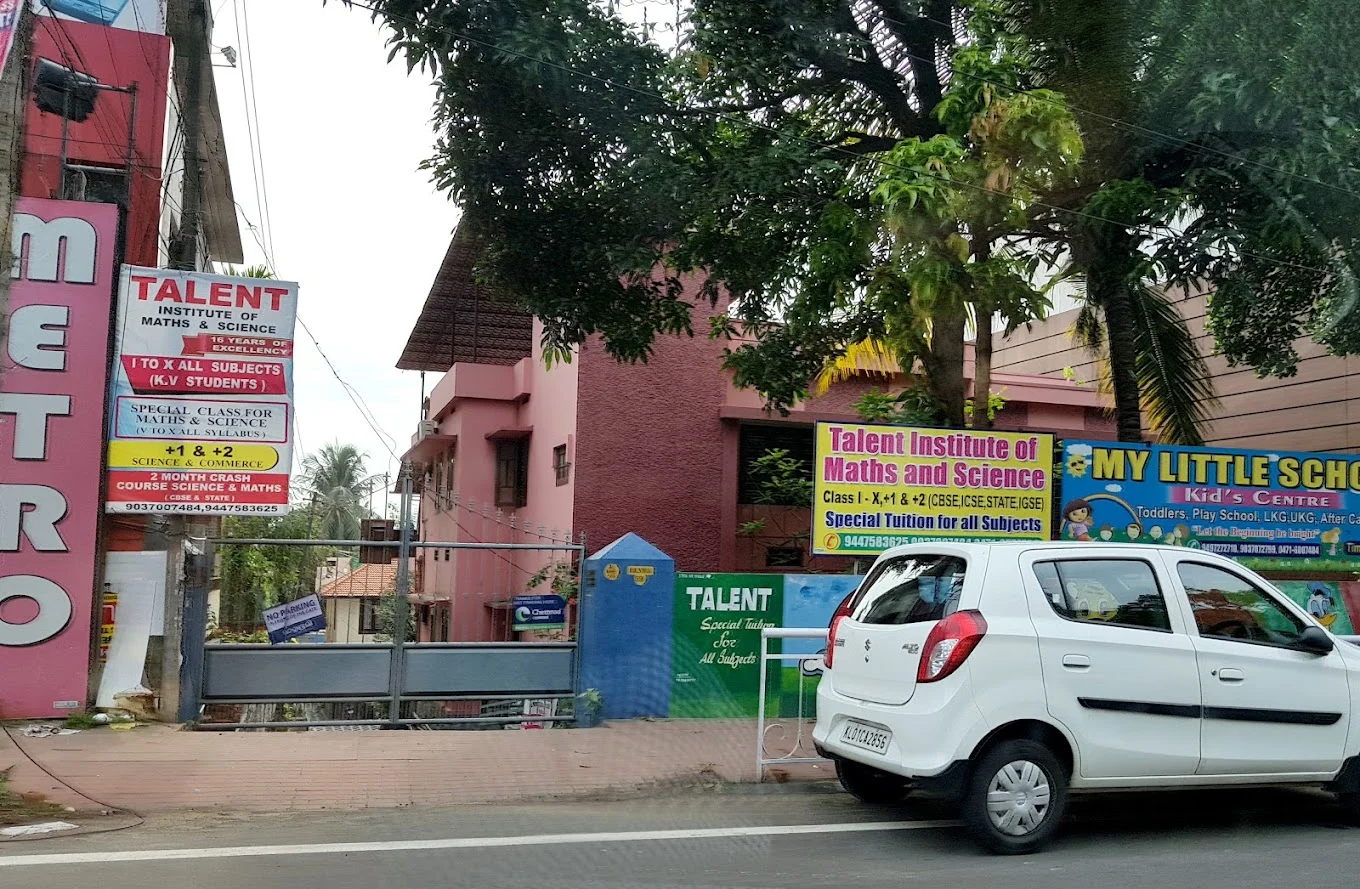 METRO
TALENT
INSTITUTE OF
MATHS & SCIENCE
16 YEARS OF
EXCELLENCY
I TO X ALL SUBJECTS
(K.V STUDENTS)
SPECIAL CLASS FOR
MATHS & SCIENCE
(V TO X ALL SYLLABUS)
+1 & +2
SCIENCE & COMMERCE
2 MONTH CRASH
COURSE SCIENCE & MATHS
(CBSE & STATE)
9037007484,9447583625
NO PARKING
TALENT
Special Tuition
for
All Subjects
Talent Institute of
Maths and Science
Class I - X,+1 & +2 (CBSE,ICSE,STATE,IGSE)
Special Tuition for all Subjects
9447583625
MY LITTLE SCHO
Kid's CENTRE
Toddlers, Play School, LKG,UKG, After Ca
"Let the Beginning be bright"
KL01CA2856